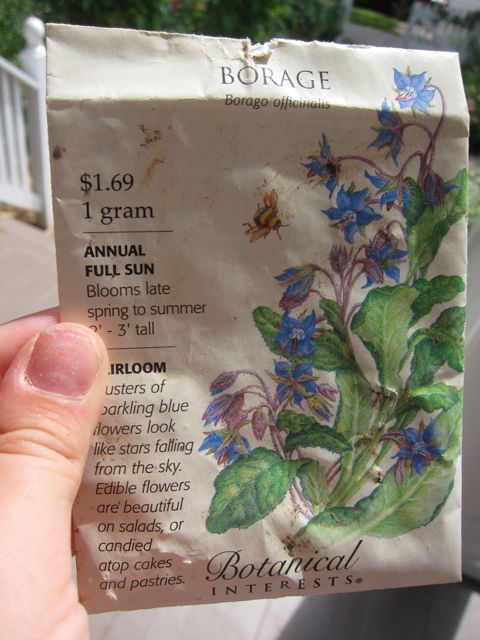 BORAGE
Borago officinalis
$1.69
1 gram
ANNUAL
FULL SUN
Blooms late
spring to summer
2' - 3' tall
IRLOOM
usters of
parkling blue
flowers look
like stars falling
from the sky.
Edible flowers
are beautiful
on salads, or
candied
atop cakes
and pastries.
Botanical
INTERESTS®